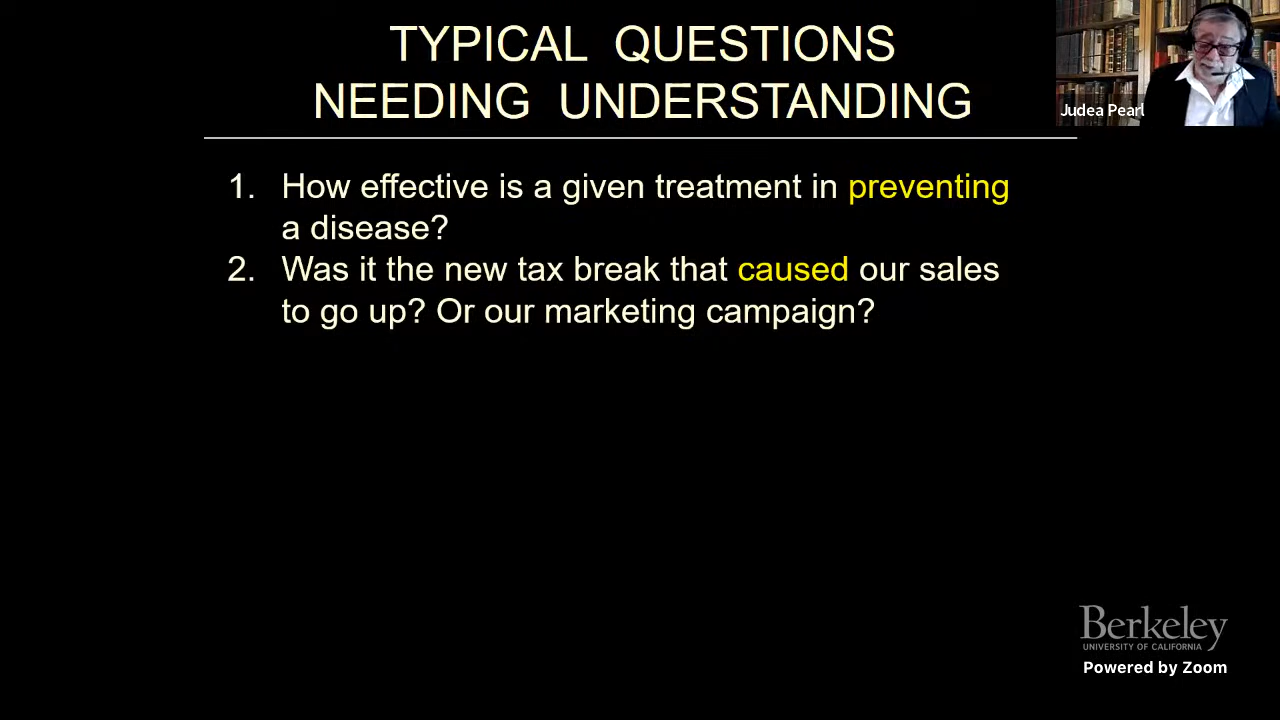 TYPICAL QUESTIONS
NEEDING UNDERSTANDING
Judea Pearl
1. How effective is a given treatment in preventing
a disease?
2. Was it the new tax break that caused our sales
to go up? Or our marketing campaign?
Berkeley
UNIVERSITY OF CALIFORNIA
Powered by Zoom